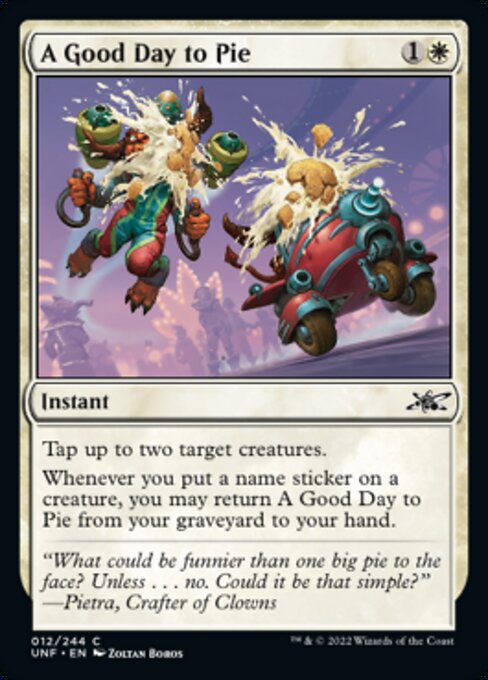 A Good Day to Pie 1
Instant
Tap up to two target creatures.
Whenever you put a name sticker on a
creature, you may return A Good Day to
Pie from your graveyard to your hand.
“What could be funnier than one big pie to the
face? Unless . . . no. Could it be that simple?”
—Pietra, Crafter of Clowns
012/244 C
UNF • EN Zoltan Boros
™ & © 2022 Wizards of the Coast